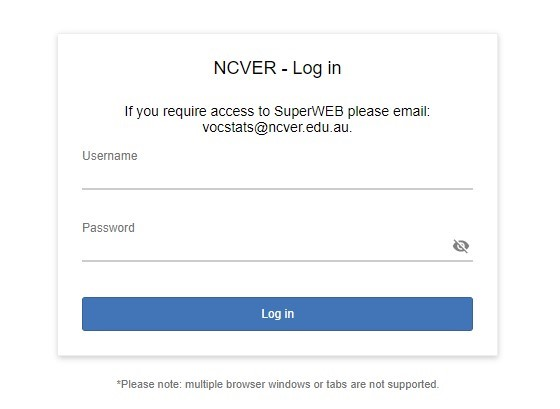 NCVER - Log in
If you require access to SuperWEB please email:
vocstats@ncver.edu.au.
Username
Password
Log in
*Please note: multiple browser windows or tabs are not supported.